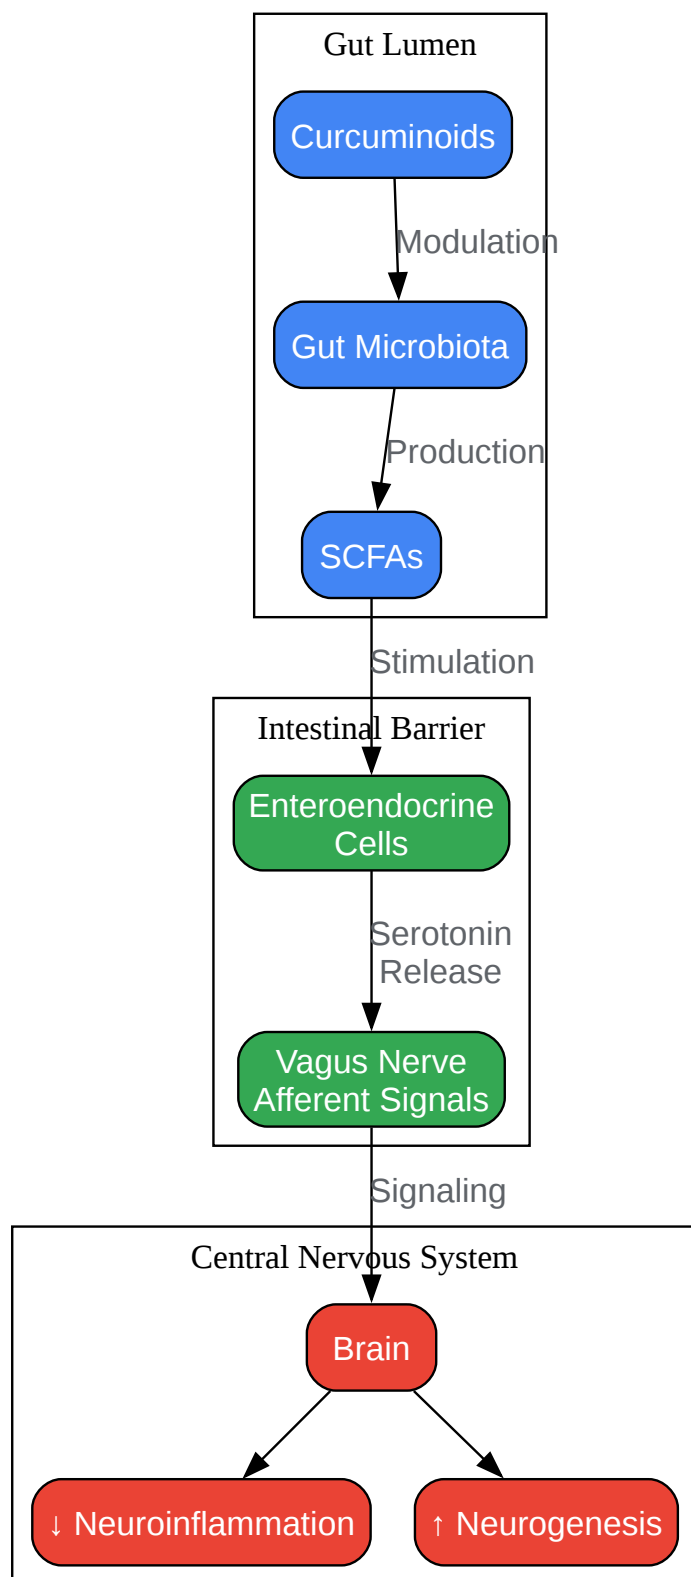 Gut Lumen
Curcuminoids
Modulation
Gut Microbiota
Production
SCFAs
Stimulation
Intestinal Barrier
Enteroendocrine
Cells
Serotonin
Release
Vagus Nerve
Afferent Signals
Signaling
Central Nervous System
Brain
↓ Neuroinflammation
↑ Neurogenesis